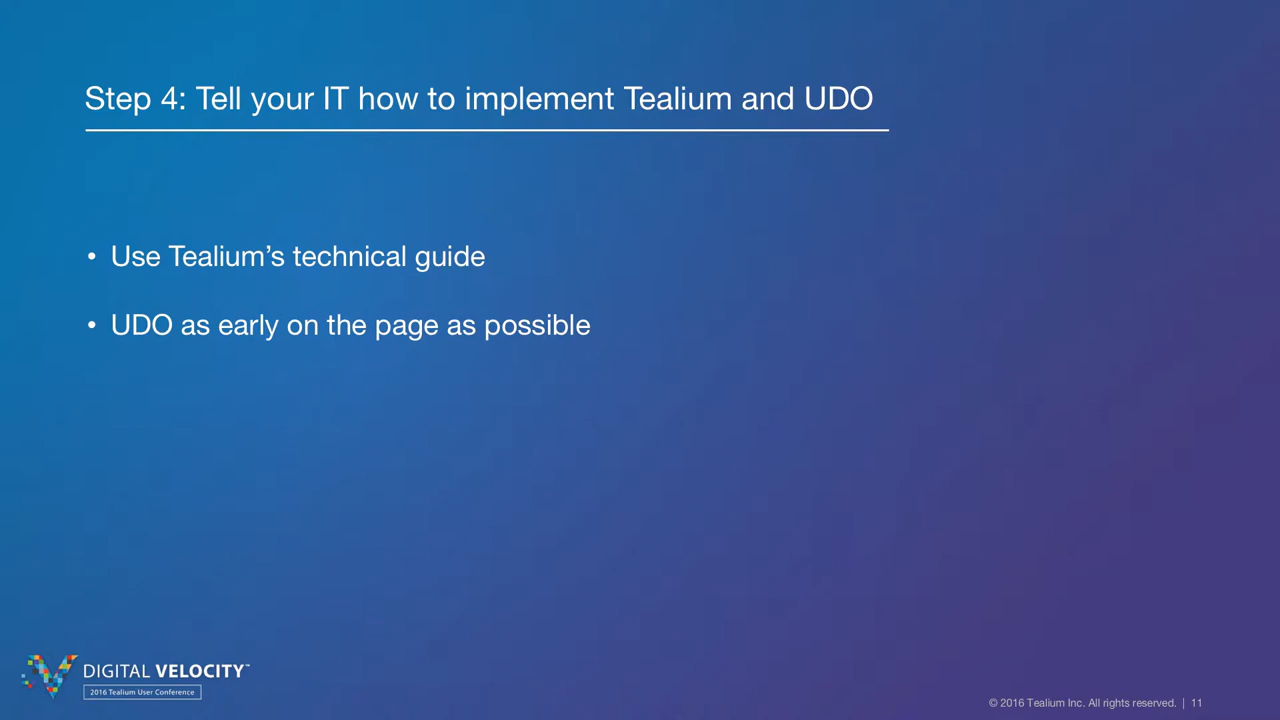 Step 4: Tell your IT how to implement Tealium and UDO
• Use Tealium’s technical guide
• UDO as early on the page as possible
DIGITAL VELOCITY™
2016 Tealium User Conference
© 2016 Tealium Inc. All rights reserved. | 11